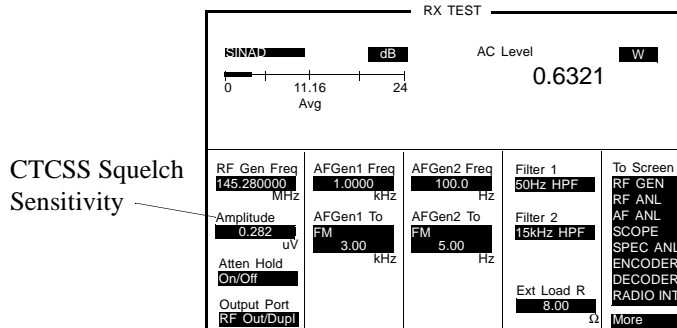 RX TEST
SINAD
dB
AC Level
W
0 11.16 24
Avg
0.6321
CTCSS Squelch
Sensitivity
RF Gen Freq
145.280000
MHz
Amplitude
0.282
uV
Atten Hold
On/Off
Output Port
RF Out/Dupl
AFGen1 Freq
1.0000
kHz
AFGen1 To
FM
3.00
kHz
AFGen2 Freq
100.0
Hz
AFGen2 To
FM
5.00
Hz
Filter 1
50Hz HPF
Filter 2
15kHz HPF
Ext Load R
8.00
Ω
To Screen
RF GEN
RF ANL
AF ANL
SCOPE
SPEC ANL
ENCODER
DECODER
RADIO INT
More